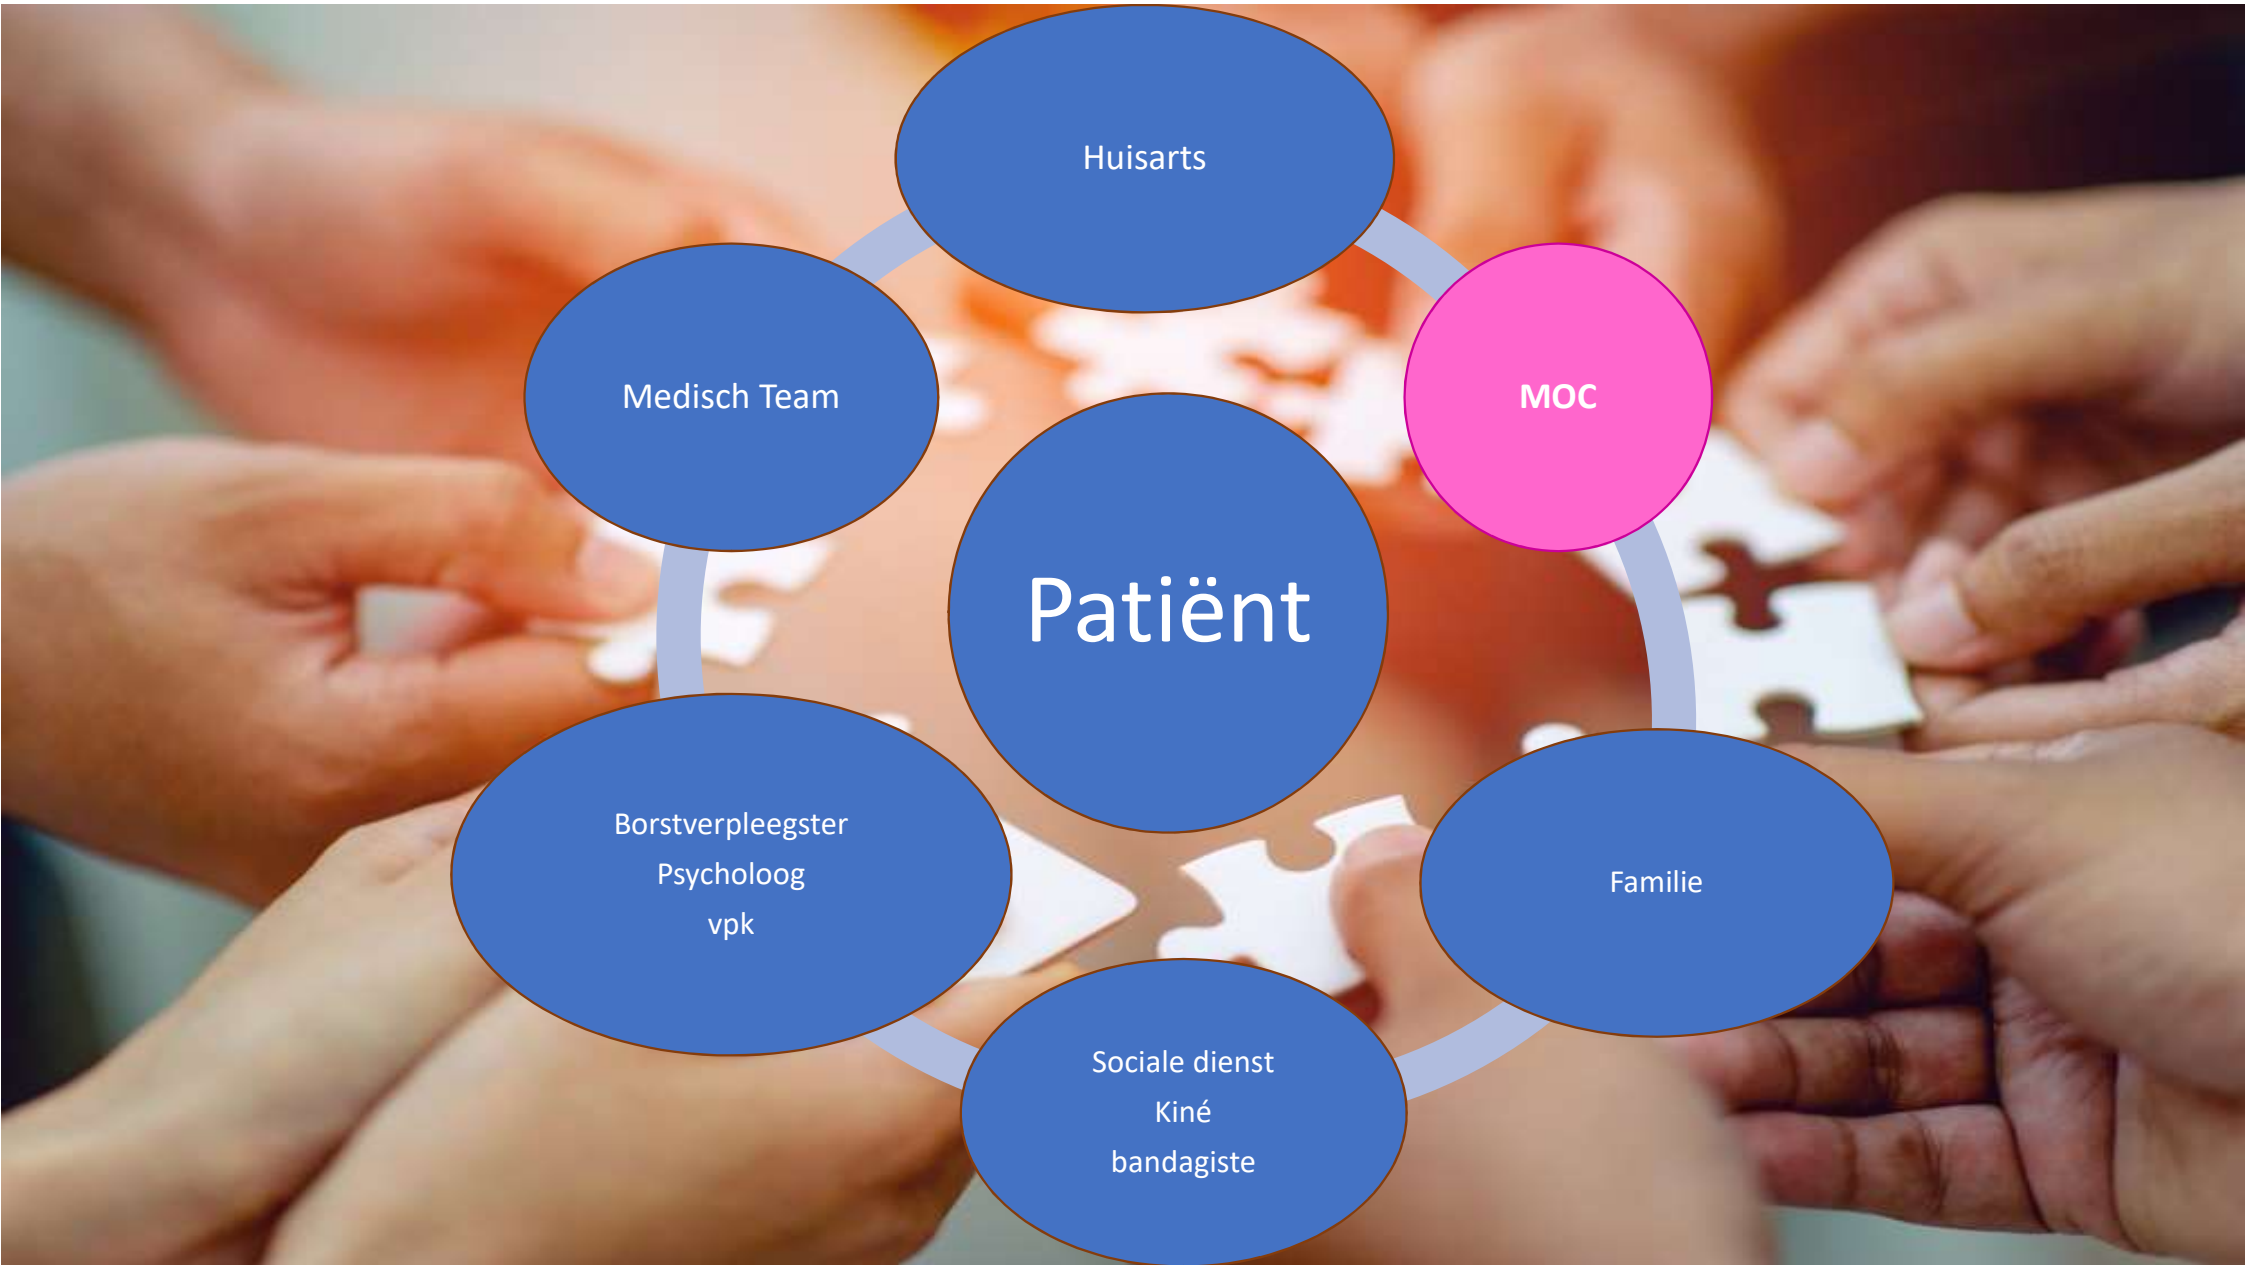 Huisarts
Medisch Team
MOC
Patiënt
Borstverpleegster
Psycholoog
vpk
Familie
Sociale dienst
Kiné
bandagiste